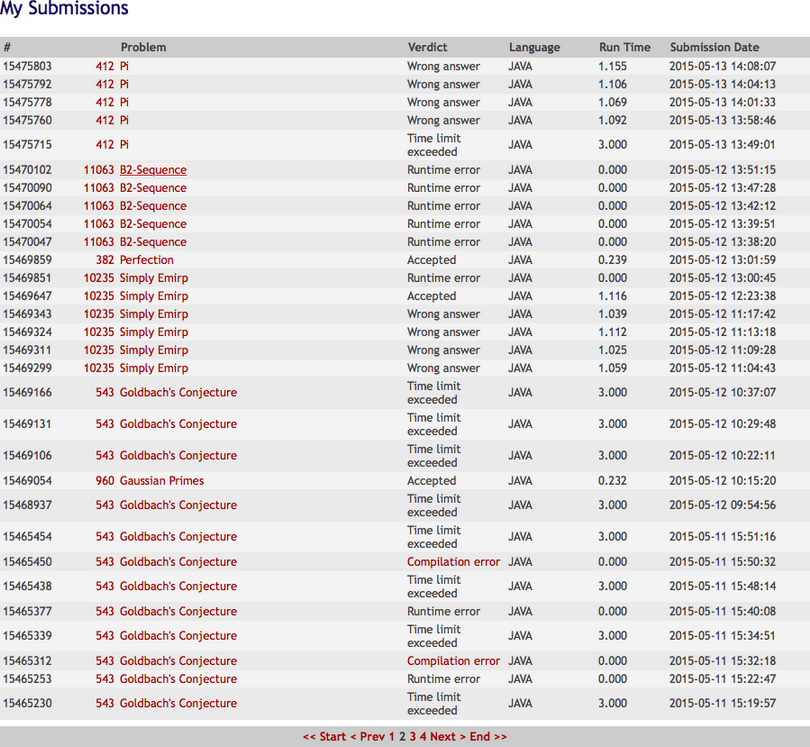 My Submissions
# Problem Verdict Language Run Time Submission Date
15475803 412 Pi Wrong answer JAVA 1.155 2015-05-13 14:08:07
15475792 412 Pi Wrong answer JAVA 1.106 2015-05-13 14:04:13
15475778 412 Pi Wrong answer JAVA 1.069 2015-05-13 14:01:33
15475760 412 Pi Wrong answer JAVA 1.092 2015-05-13 13:58:46
15475715 412 Pi Time limit exceeded JAVA 3.000 2015-05-13 13:49:01
15470102 11063 B2-Sequence Runtime error JAVA 0.000 2015-05-12 13:51:15
15470090 11063 B2-Sequence Runtime error JAVA 0.000 2015-05-12 13:47:28
15470064 11063 B2-Sequence Runtime error JAVA 0.000 2015-05-12 13:42:12
15470054 11063 B2-Sequence Runtime error JAVA 0.000 2015-05-12 13:39:51
15470047 11063 B2-Sequence Runtime error JAVA 0.000 2015-05-12 13:38:20
15469859 382 Perfection Accepted JAVA 0.239 2015-05-12 13:01:59
15469851 10235 Simply Emirp Runtime error JAVA 0.000 2015-05-12 13:00:45
15469647 10235 Simply Emirp Accepted JAVA 1.116 2015-05-12 12:23:38
15469343 10235 Simply Emirp Wrong answer JAVA 1.039 2015-05-12 11:17:42
15469324 10235 Simply Emirp Wrong answer JAVA 1.112 2015-05-12 11:13:18
15469311 10235 Simply Emirp Wrong answer JAVA 1.025 2015-05-12 11:09:28
15469299 10235 Simply Emirp Wrong answer JAVA 1.059 2015-05-12 11:04:43
15469166 543 Goldbach's Conjecture Time limit exceeded JAVA 3.000 2015-05-12 10:37:07
15469131 543 Goldbach's Conjecture Time limit exceeded JAVA 3.000 2015-05-12 10:29:48
15469106 543 Goldbach's Conjecture Time limit exceeded JAVA 3.000 2015-05-12 10:22:11
15469054 960 Gaussian Primes Accepted JAVA 0.232 2015-05-12 10:15:20
15468937 543 Goldbach's Conjecture Time limit exceeded JAVA 3.000 2015-05-12 09:54:56
15465454 543 Goldbach's Conjecture Time limit exceeded JAVA 3.000 2015-05-11 15:51:16
15465450 543 Goldbach's Conjecture Compilation error JAVA 0.000 2015-05-11 15:50:32
15465438 543 Goldbach's Conjecture Time limit exceeded JAVA 3.000 2015-05-11 15:48:14
15465377 543 Goldbach's Conjecture Runtime error JAVA 0.000 2015-05-11 15:40:08
15465339 543 Goldbach's Conjecture Time limit exceeded JAVA 3.000 2015-05-11 15:34:51
15465312 543 Goldbach's Conjecture Compilation error JAVA 0.000 2015-05-11 15:32:18
15465253 543 Goldbach's Conjecture Runtime error JAVA 0.000 2015-05-11 15:22:47
15465230 543 Goldbach's Conjecture Time limit exceeded JAVA 3.000 2015-05-11 15:19:57
<< Start < Prev 1 2 3 4 Next > End >>